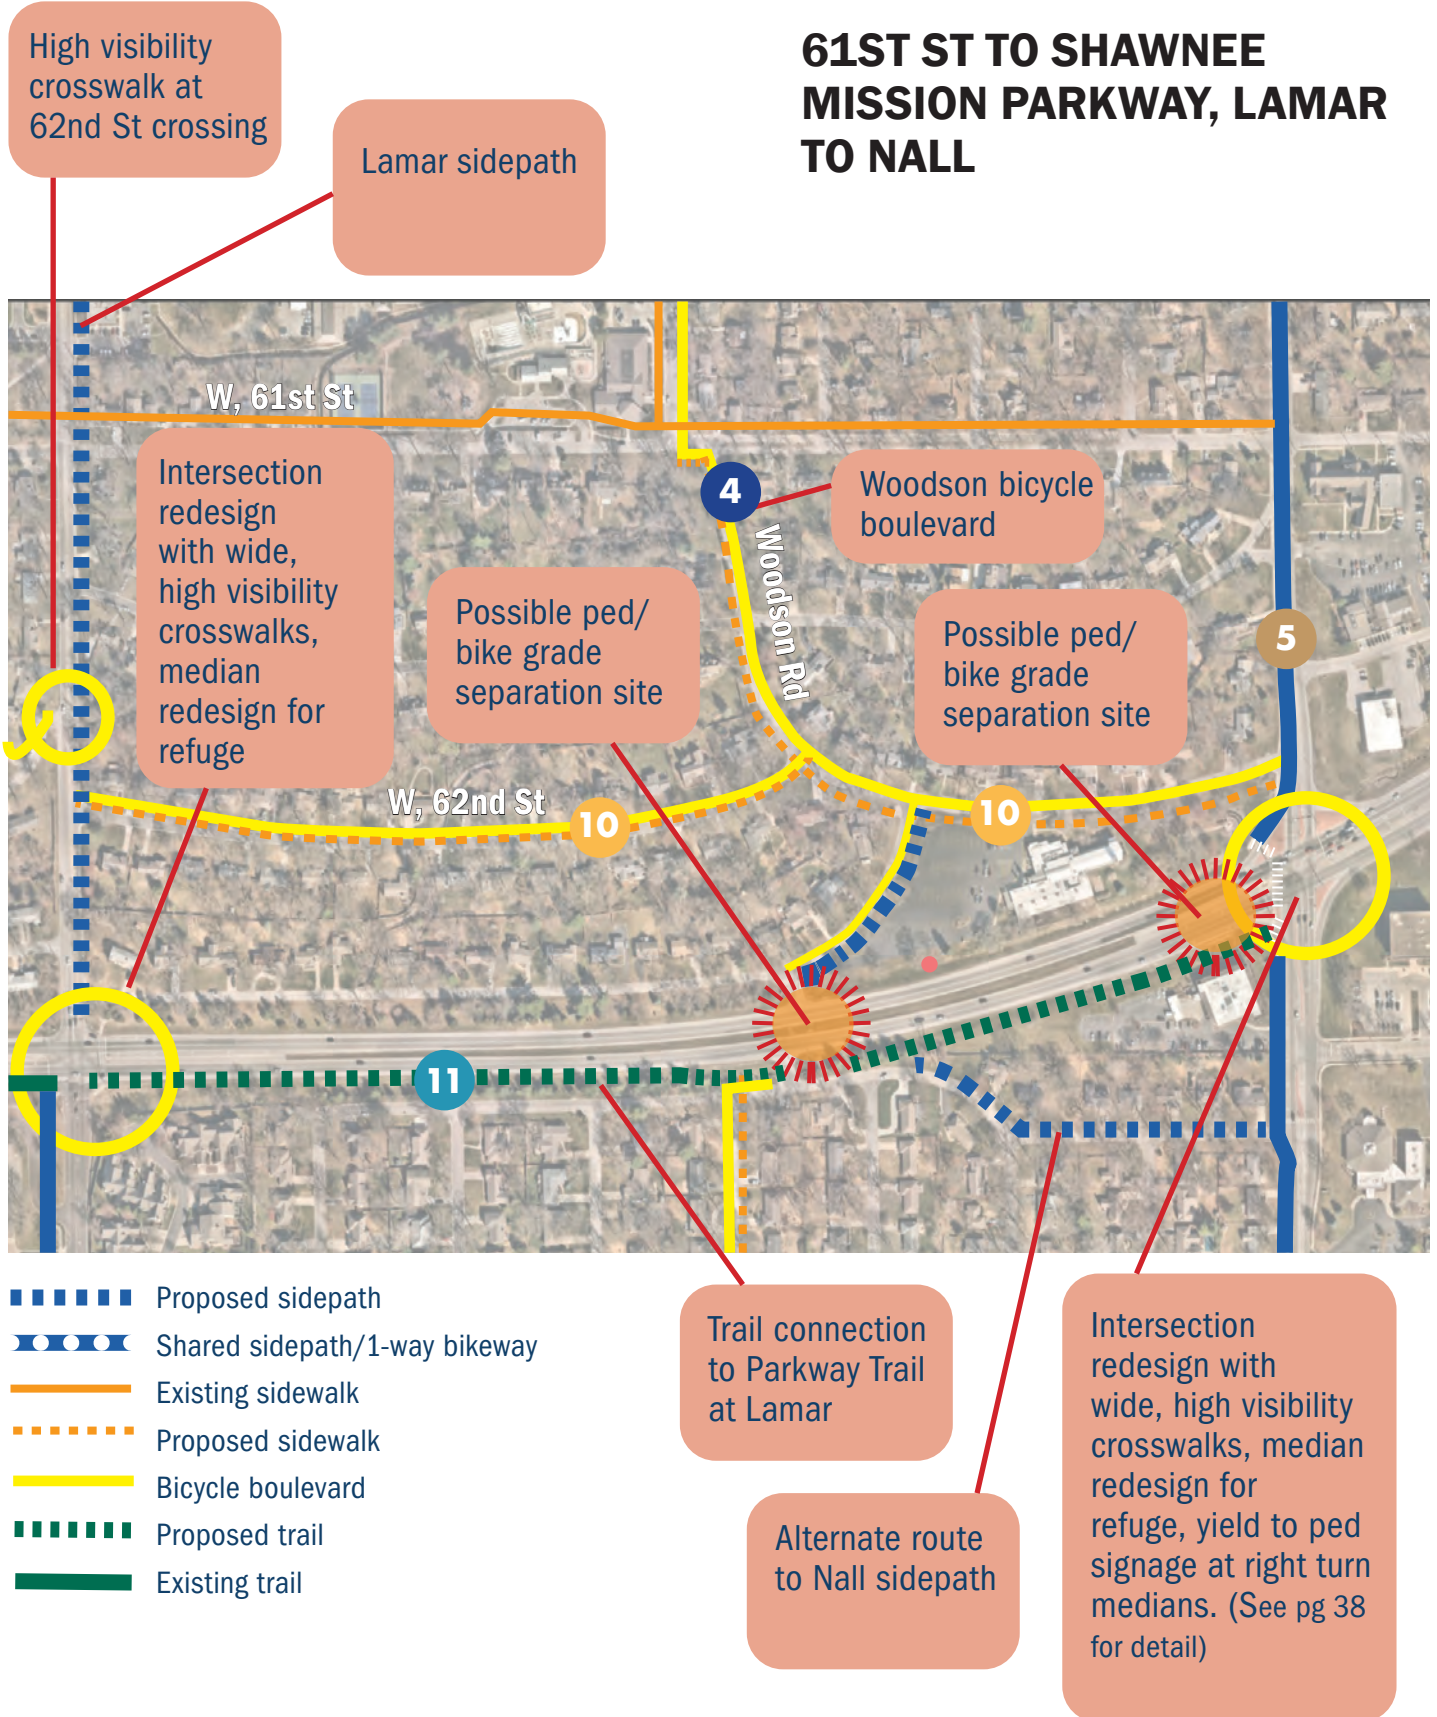 High visibility
crosswalk at
62nd St crossing
Lamar sidepath
61ST ST TO SHAWNEE
MISSION PARKWAY, LAMAR
TO NALL
W, 61st St
Intersection
redesign
with wide,
high visibility
crosswalks,
median
redesign for
refuge
4
Woodson bicycle
boulevard
Woodson Rd
Possible ped/
bike grade
separation site
Possible ped/
bike grade
separation site
5
W, 62nd St
10
10
11
Proposed sidepath
Shared sidepath/1-way bikeway
Existing sidewalk
Proposed sidewalk
Bicycle boulevard
Proposed trail
Existing trail
Trail connection
to Parkway Trail
at Lamar
Alternate route
to Nall sidepath
Intersection
redesign with
wide, high visibility
crosswalks, median
redesign for
refuge, yield to ped
signage at right turn
medians. (See pg 38
for detail)